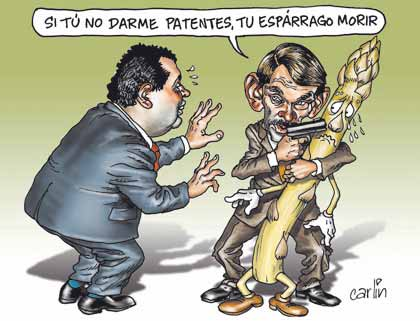 SI TÚ NO DARME PATENTES, TU ESPÁRRAGO MORIR
carlin